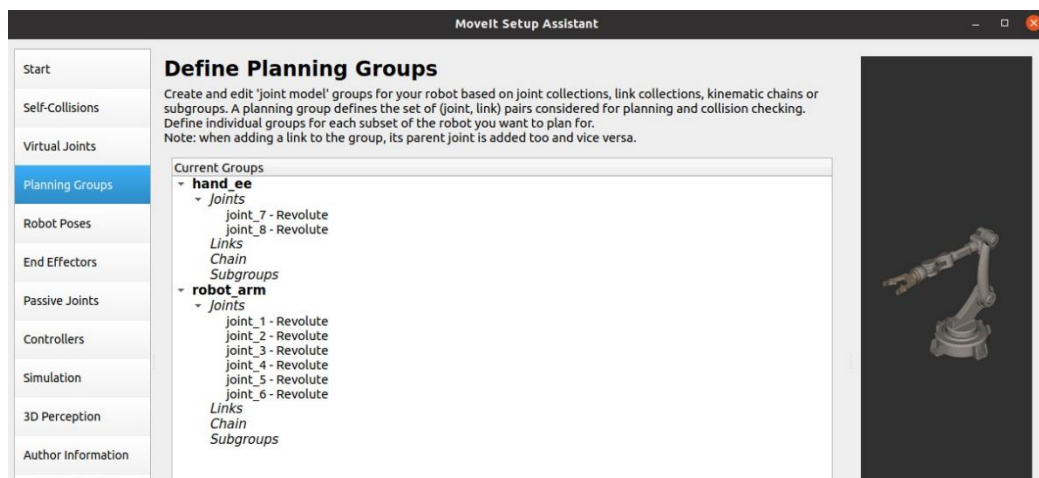 MoveIt Setup Assistant
Start
Self-Collisions
Virtual Joints
Planning Groups
Robot Poses
End Effectors
Passive Joints
Controllers
Simulation
3D Perception
Author Information
Define Planning Groups
Create and edit 'joint model' groups for your robot based on joint collections, link collections, kinematic chains or
subgroups. A planning group defines the set of (joint, link) pairs considered for planning and collision checking.
Define individual groups for each subset of the robot you want to plan for.
Note: when adding a link to the group, its parent joint is added too and vice versa.
Current Groups
hand_ee
Joints
joint_7 - Revolute
joint_8 - Revolute
Links
Chain
Subgroups
robot_arm
Joints
joint_1 - Revolute
joint_2 - Revolute
joint_3 - Revolute
joint_4 - Revolute
joint_5 - Revolute
joint_6 - Revolute
Links
Chain
Subgroups